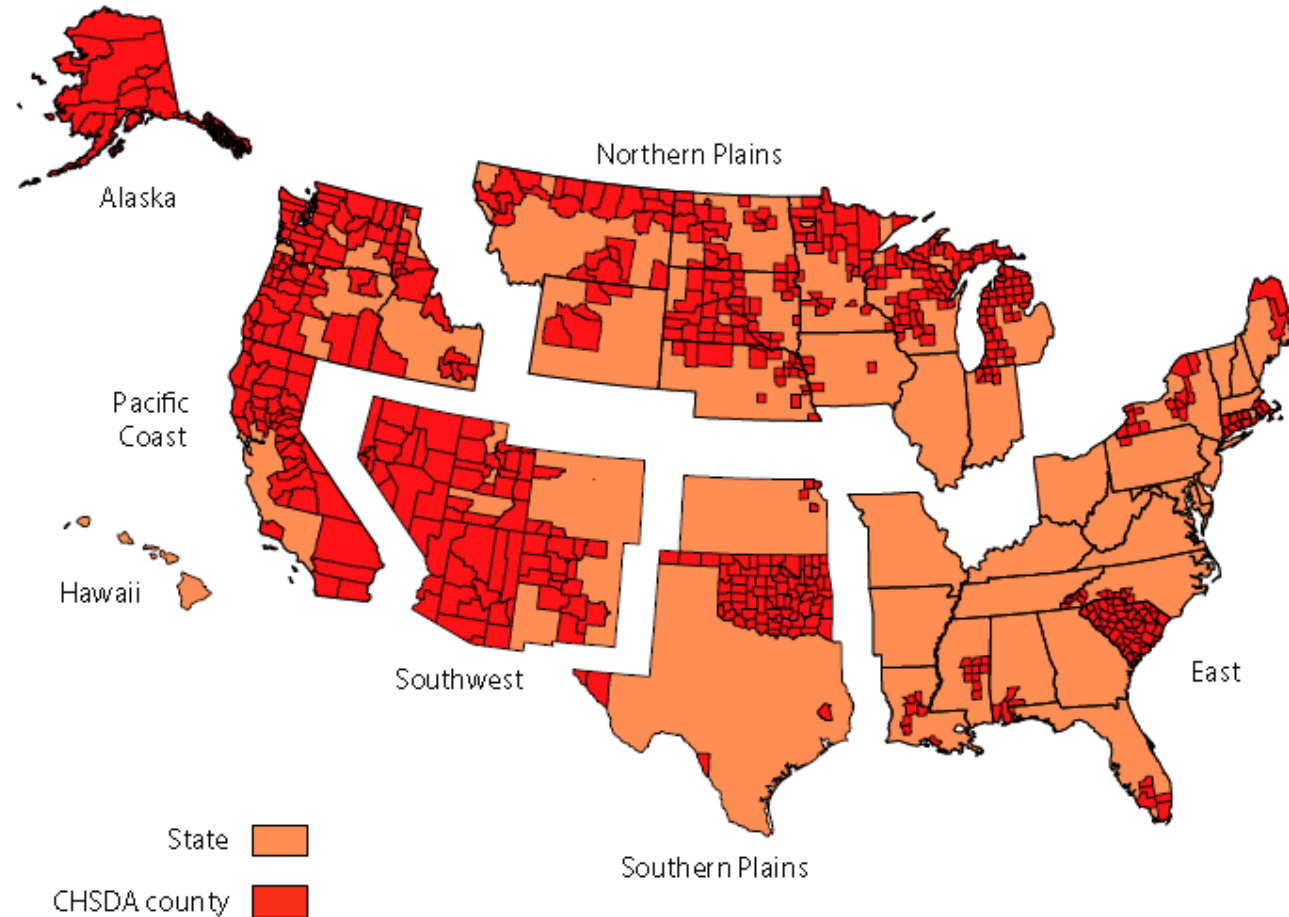 Northern Plains
Alaska
Pacific
Coast
Hawaii
Southwest
East
Southern Plains
State
CHSDA county